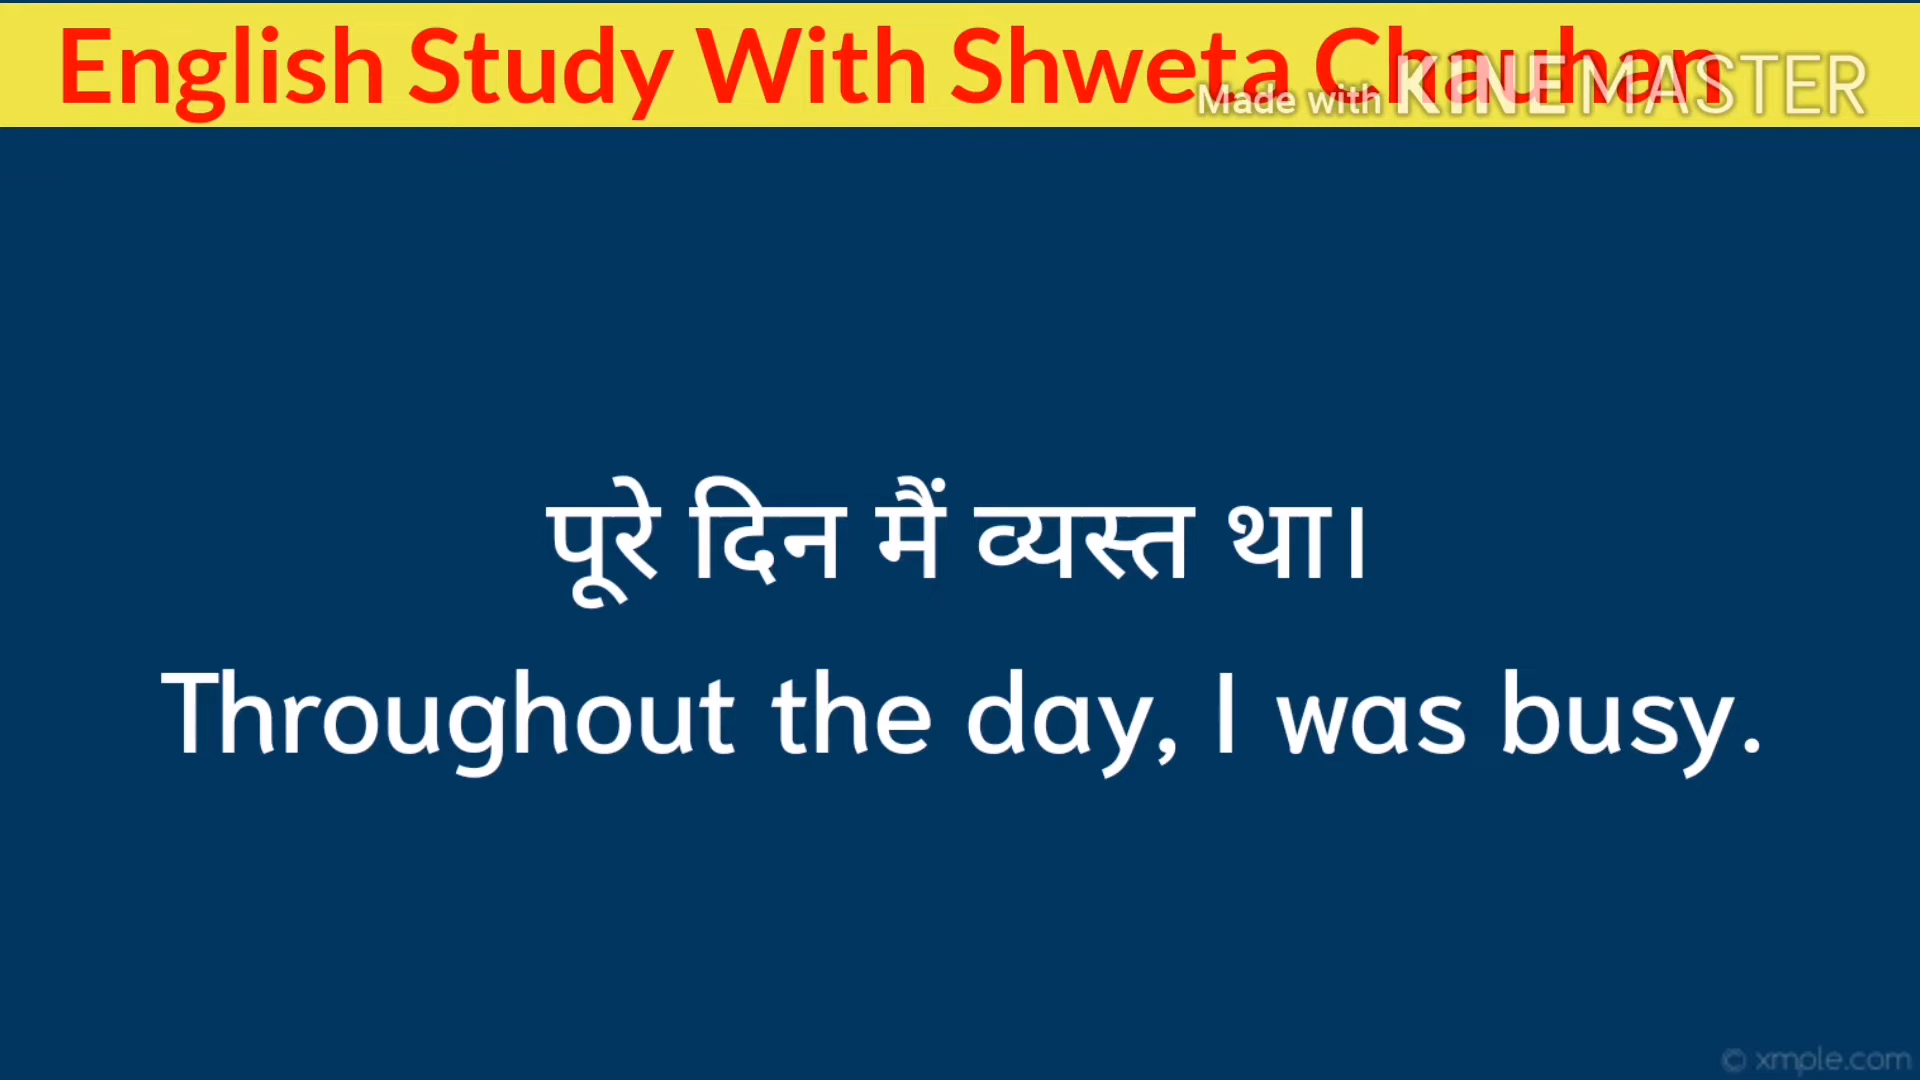 English Study With Shweta Chauhan
Made with KINEMASTER
पूरे दिन मैं व्यस्त था।
Throughout the day, I was busy.
© xmple.com